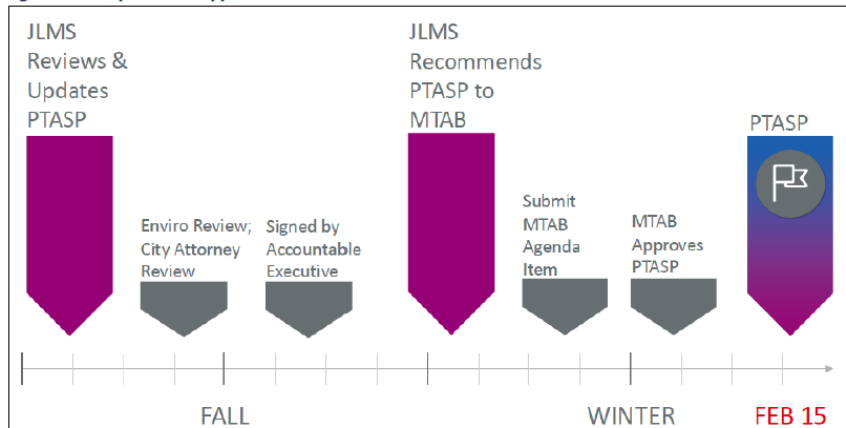 JLMS
Reviews &
Updates
PTASP
JLMS
Recommends
PTASP to
MTAB
PTASP
Enviro Review;
City Attorney
Review
Signed by
Accountable
Executive
Submit
MTAB
Agenda
Item
MTAB
Approves
PTASP
FALL
WINTER
FEB 15